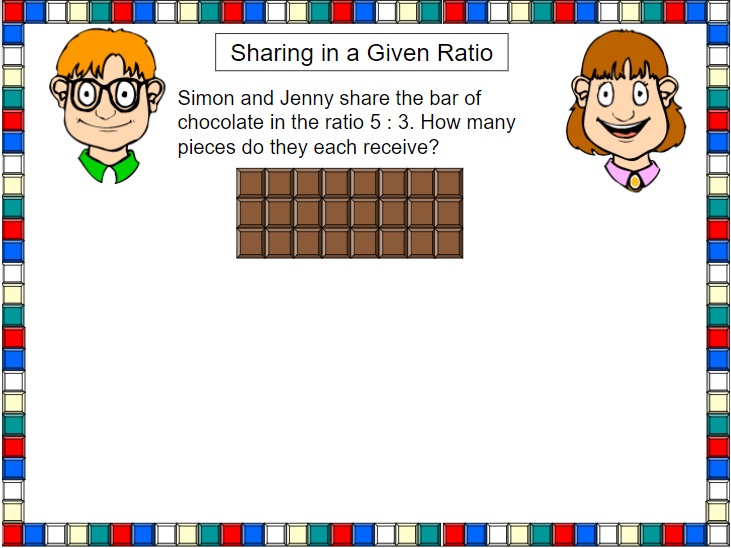 Sharing in a Given Ratio
Simon and Jenny share the bar of
chocolate in the ratio 5 : 3. How many
pieces do they each receive?